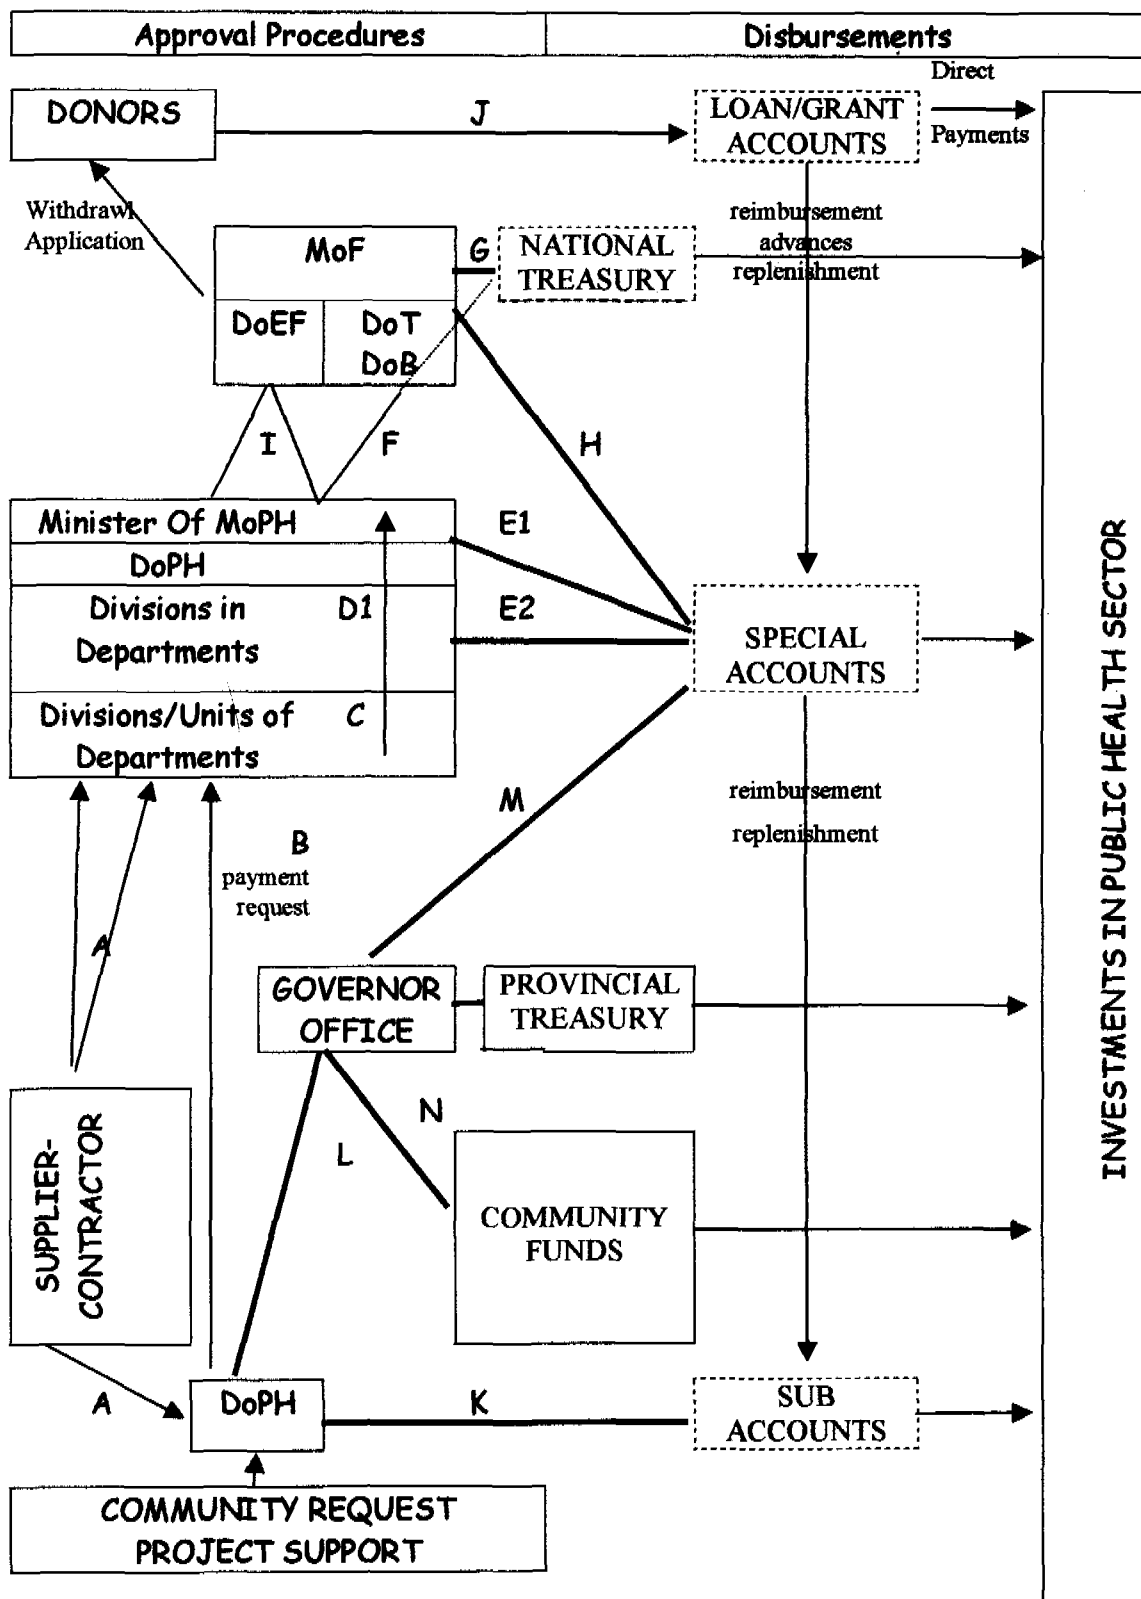 Approval Procedures
Disbursements
Direct
DONORS
J
LOAN/GRANT
ACCOUNTS
Payments
Withdrawl
Application
reimbursement
advances
replenishment
MoF
G
NATIONAL
TREASURY
DoEF
DoT
DoB
I
F
H
Minister Of MoPH
E1
DoPH
Divisions in
Departments
D1
E2
SPECIAL
ACCOUNTS
Divisions/Units of
Departments
C
M
reimbursement
replenishment
B
payment
request
A
GOVERNOR
OFFICE
PROVINCIAL
TREASURY
N
L
SUPPLIER-
CONTRACTOR
COMMUNITY
FUNDS
A
DoPH
K
SUB
ACCOUNTS
COMMUNITY REQUEST
PROJECT SUPPORT
INVESTMENTS IN PUBLIC HEALTH SECTOR